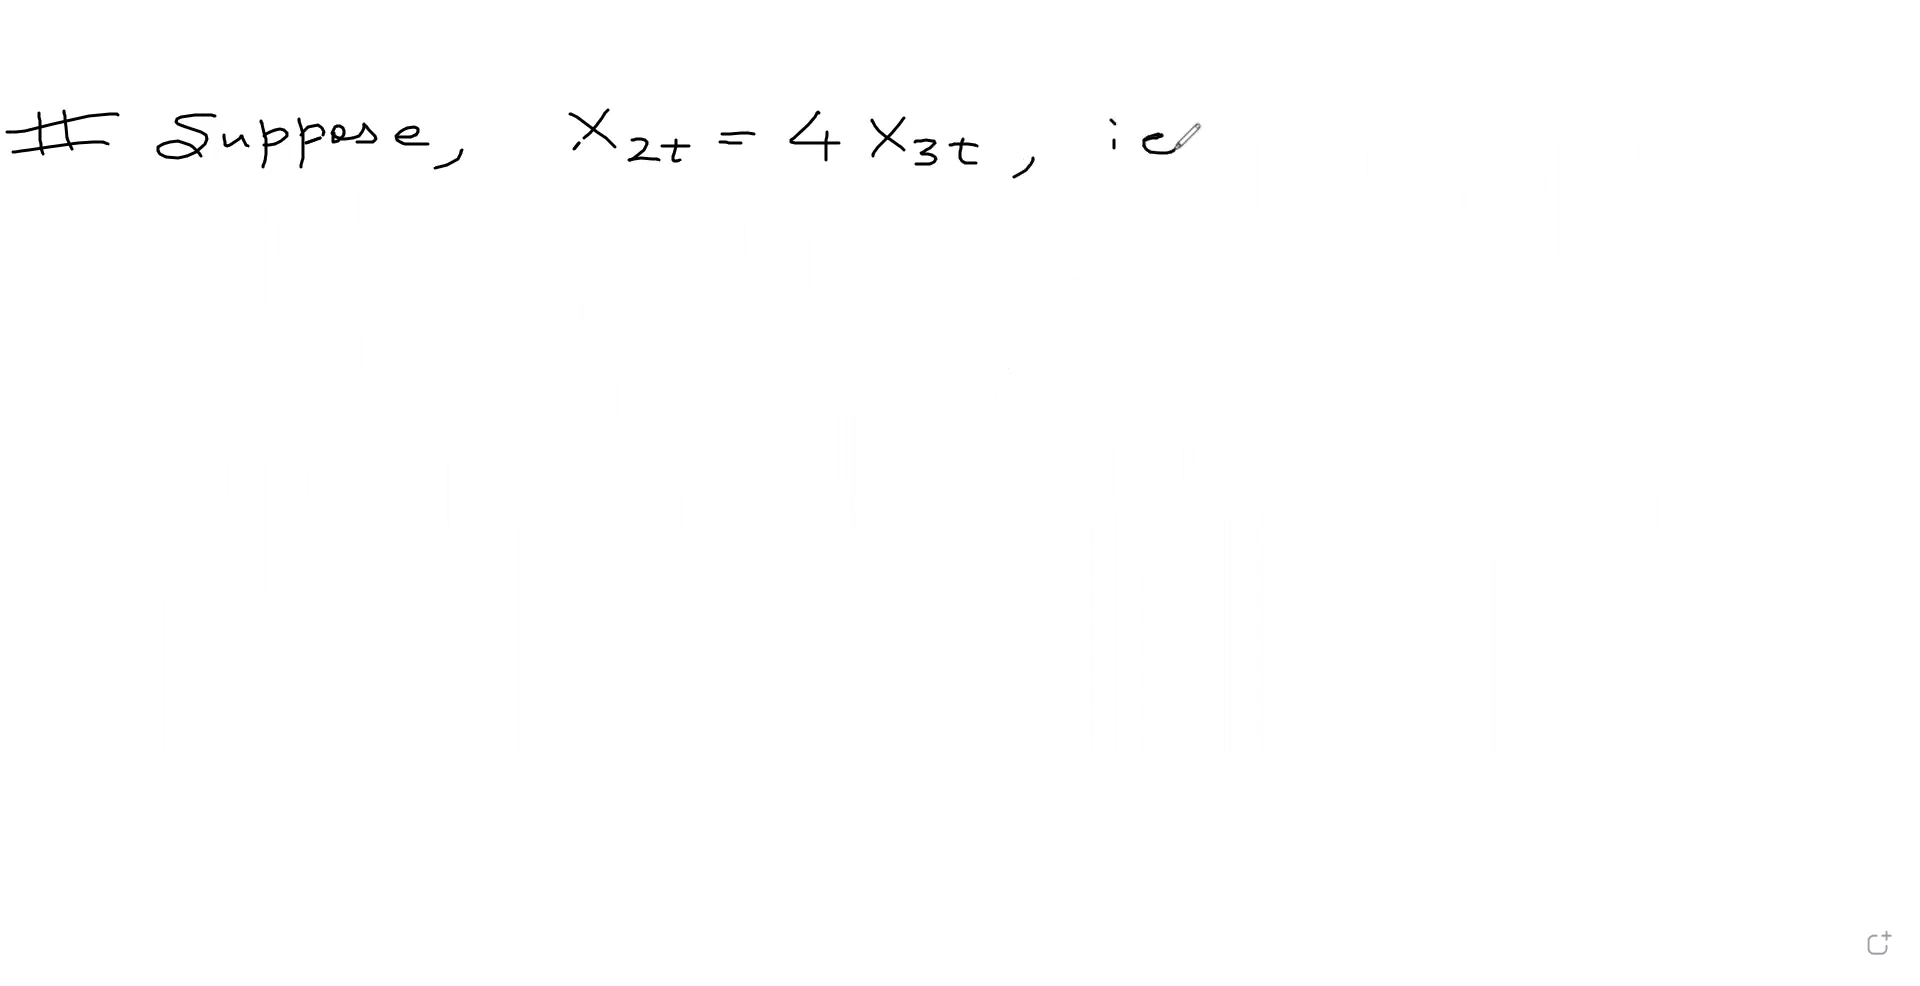 # Suppose, X₂ₜ = 4 X₃ₜ, ie